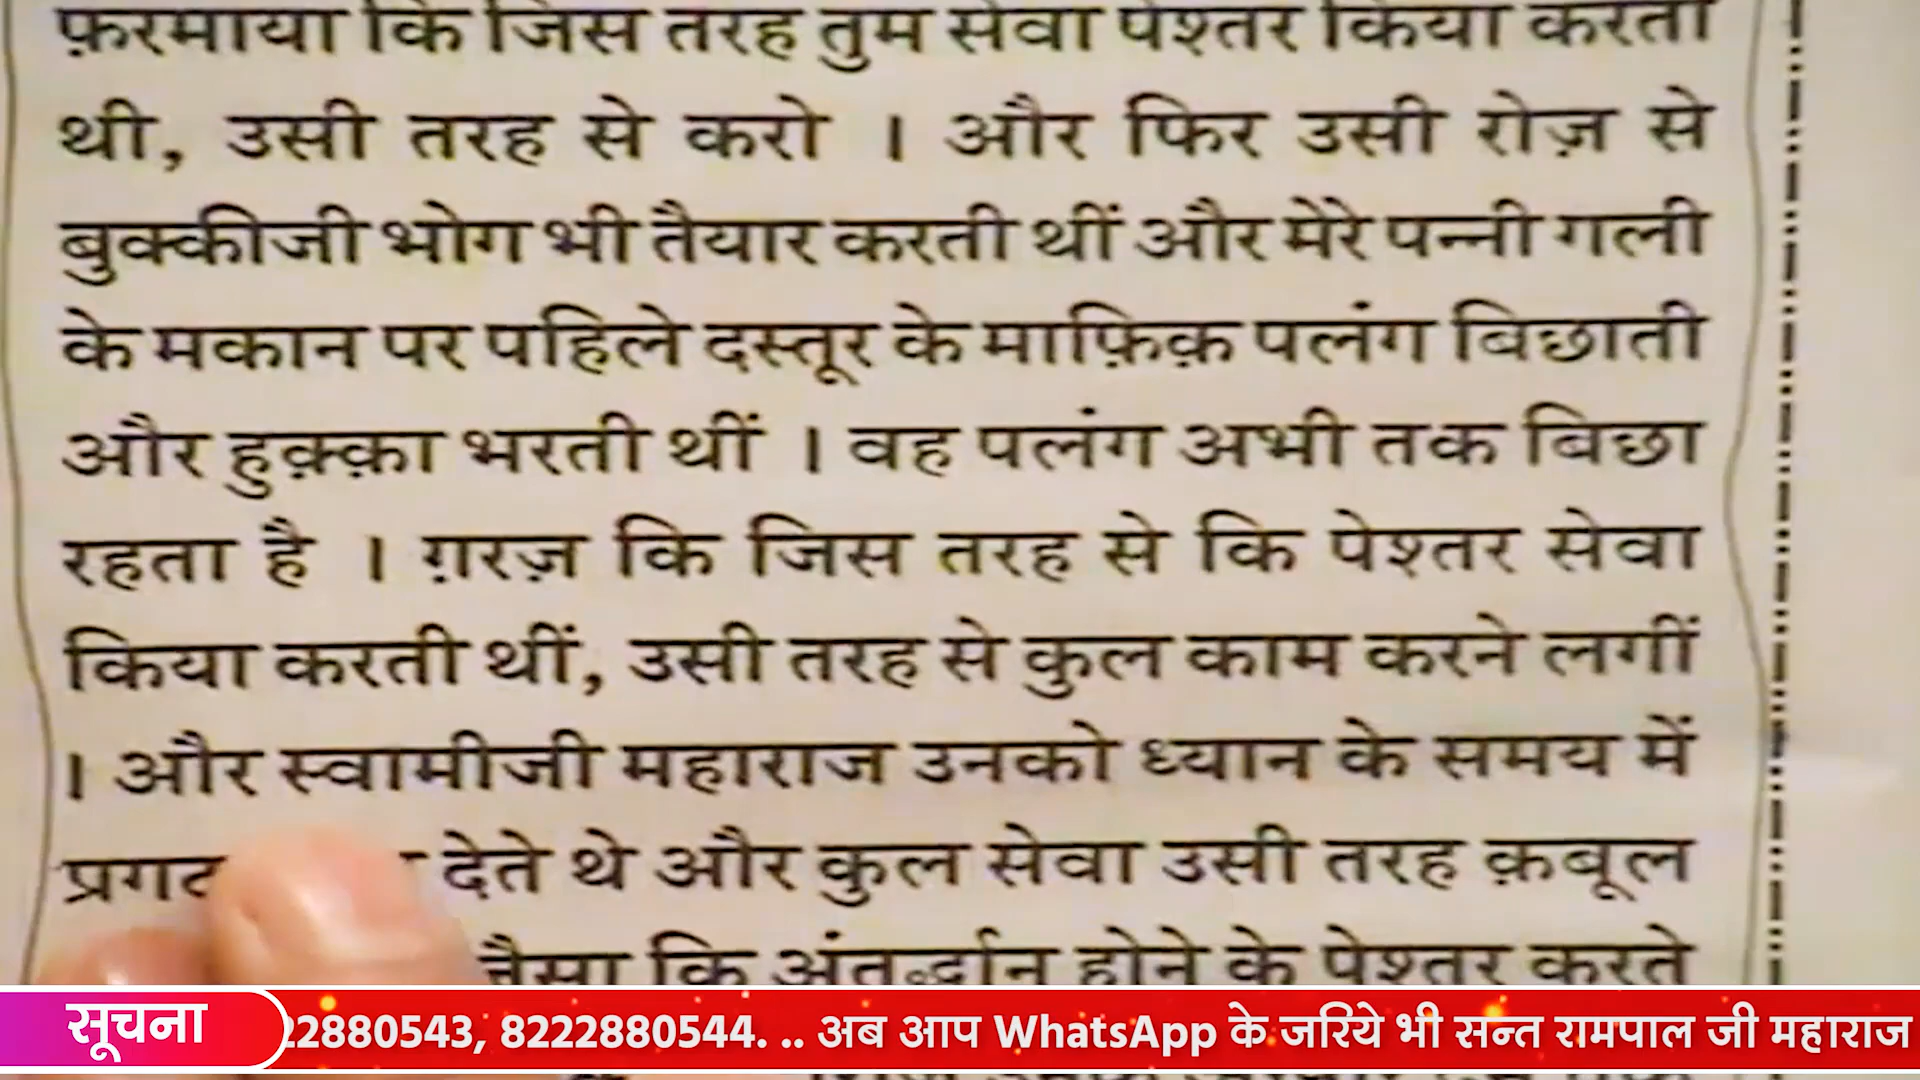 फ़रमाया कि जिस तरह तुम सेवा पेश्तर किया करती
थी, उसी तरह से करो । और फिर उसी रोज़ से
बुक्कीजी भोग भी तैयार करती थीं और मेरे पन्नी गली
के मकान पर पहिले दस्तूर के माफ़िक़ पलंग बिछाती
और हुक़्क़ा भरती थीं । वह पलंग अभी तक बिछा
रहता है । ग़रज़ कि जिस तरह से कि पेश्तर सेवा
किया करती थीं, उसी तरह से कुल काम करने लगीं
। और स्वामीजी महाराज उनको ध्यान के समय में
देते थे और कुल सेवा उसी तरह क़बूल
जैसा कि अंतर्द्धान होने के पेश्तर करते
सूचना
22880543, 8222880544. .. अब आप WhatsApp के जरिये भी सन्त रामपाल जी महाराज